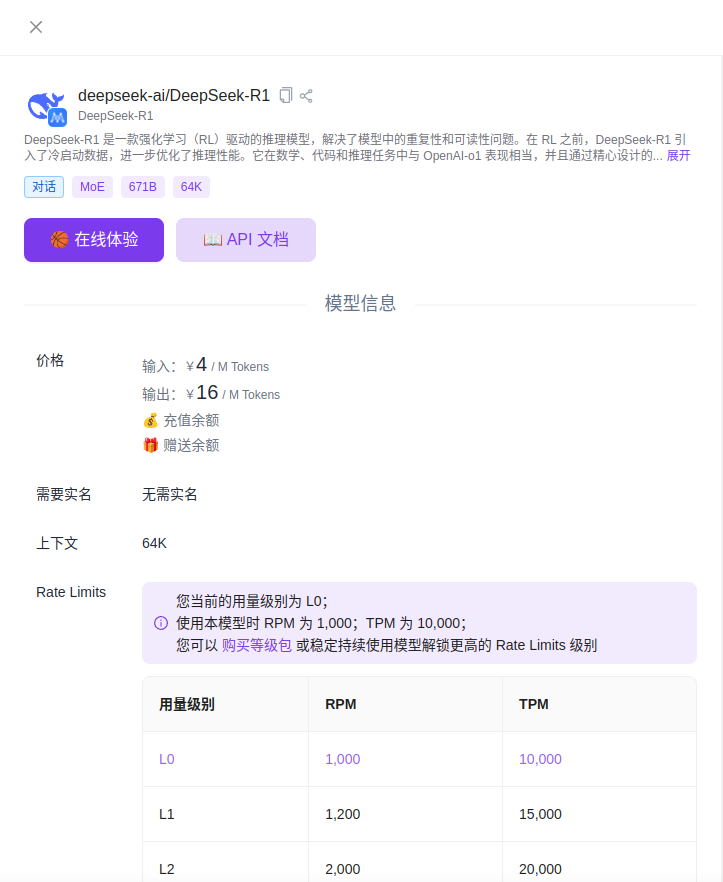 deepseek-ai/DeepSeek-R1
DeepSeek-R1
DeepSeek-R1 是一款强化学习（RL）驱动的推理模型，解决了模型中的重复性和可读性问题。在 RL 之前，DeepSeek-R1 引
入了冷启动数据，进一步优化了推理性能。它在数学、代码和推理任务中与 OpenAI-o1 表现相当，并且通过精心设计的... 展开
对话 MoE 671B 64K
在线体验 API 文档
模型信息
价格
输入：￥4 / M Tokens
输出：￥16 / M Tokens
充值余额
赠送余额
需要实名 无需实名
上下文 64K
Rate Limits
您当前的用量级别为 L0；
使用本模型时 RPM 为 1,000；TPM 为 10,000；
您可以 购买等级包 或稳定持续使用模型解锁更高的 Rate Limits 级别
用量级别 RPM TPM
L0 1,000 10,000
L1 1,200 15,000
L2 2,000 20,000